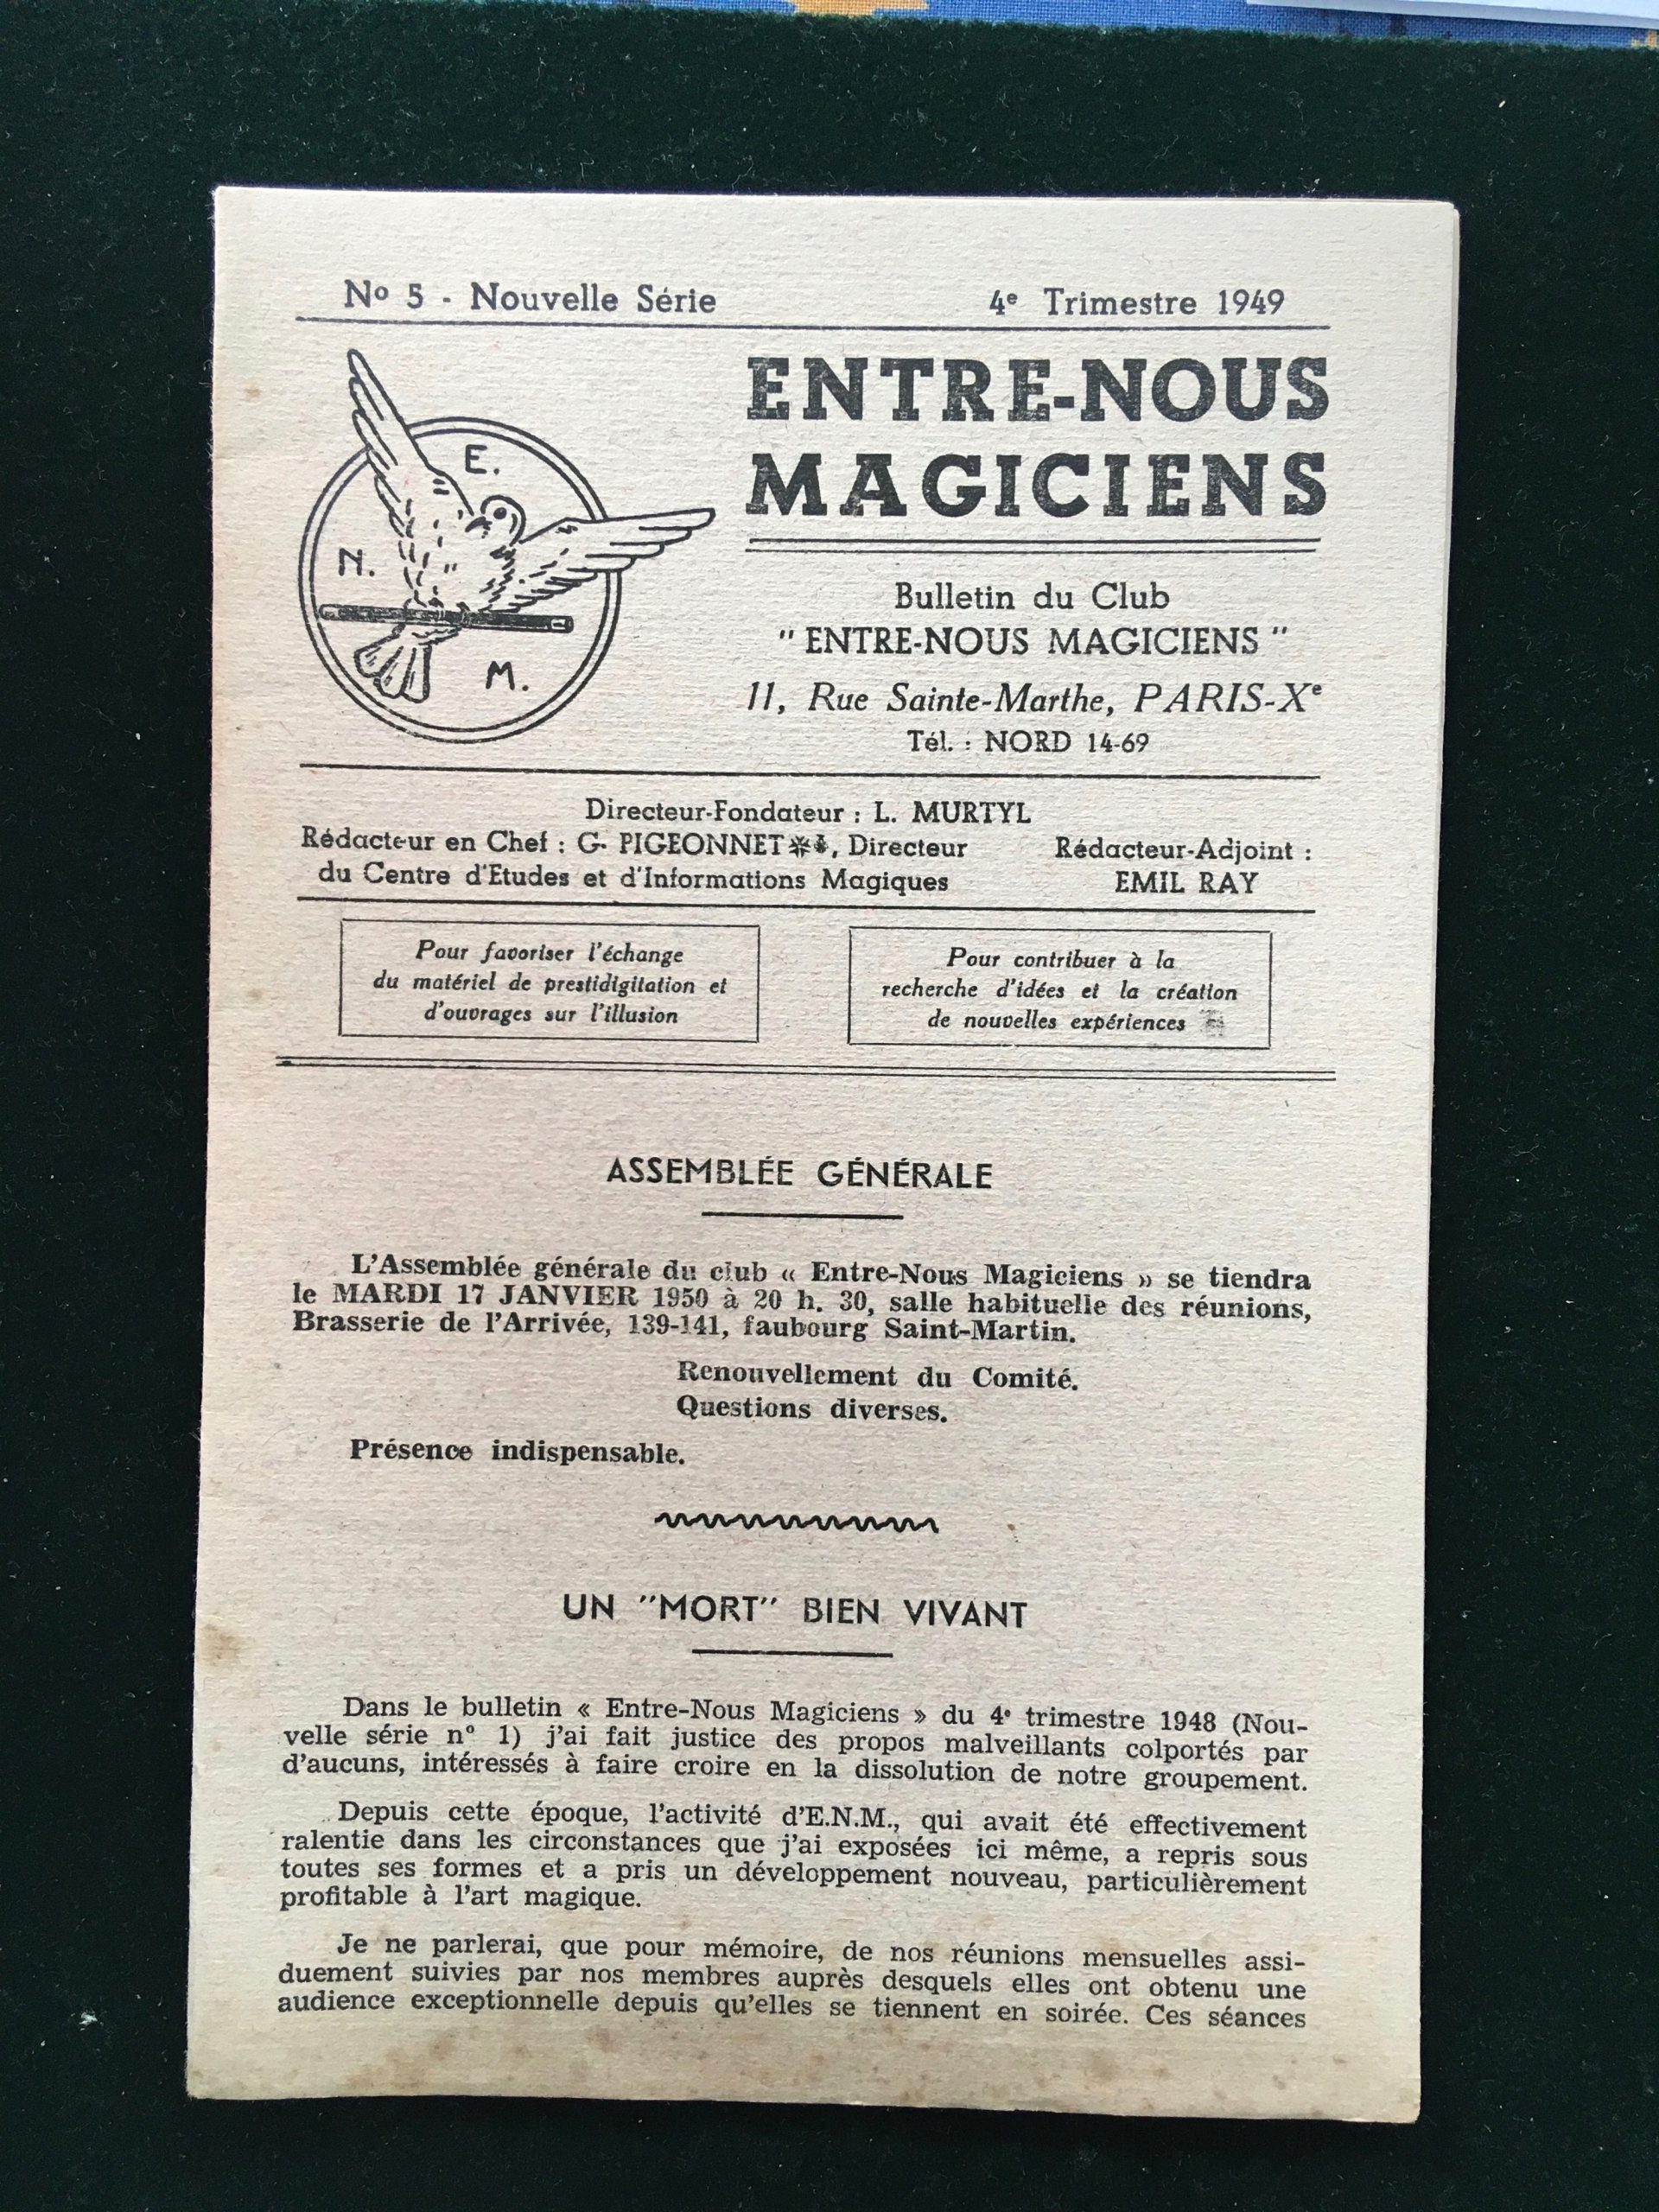 Nº 5 - Nouvelle Série 4e Trimestre 1949
E.
N.
M.
ENTRE-NOUS
MAGICIENS
Bulletin du Club
"ENTRE-NOUS MAGICIENS"
11, Rue Sainte-Marthe, PARIS-Xe
Tél. : NORD 14-69
Directeur-Fondateur : L. MURTYL
Rédacteur en Chef : G. PIGEONNET, Directeur
du Centre d'Etudes et d'Informations Magiques
Rédacteur-Adjoint :
EMIL RAY
Pour favoriser l'échange
du matériel de prestidigitation et
d'ouvrages sur l'illusion
Pour contribuer à la
recherche d'idées et la création
de nouvelles expériences
ASSEMBLÉE GÉNÉRALE
L'Assemblée générale du club « Entre-Nous Magiciens » se tiendra
le MARDI 17 JANVIER 1950 à 20 h. 30, salle habituelle des réunions,
Brasserie de l'Arrivée, 139-141, faubourg Saint-Martin.
Renouvellement du Comité.
Questions diverses.
Présence indispensable.
UN "MORT" BIEN VIVANT
Dans le bulletin « Entre-Nous Magiciens » du 4e trimestre 1948 (Nou-
velle série n° 1) j'ai fait justice des propos malveillants colportés par
d'aucuns, intéressés à faire croire en la dissolution de notre groupement.
Depuis cette époque, l'activité d'E.N.M., qui avait été effectivement
ralentie dans les circonstances que j'ai exposées ici même, a repris sous
toutes ses formes et a pris un développement nouveau, particulièrement
profitable à l'art magique.
Je ne parlerai, que pour mémoire, de nos réunions mensuelles assi-
duement suivies par nos membres auprès desquels elles ont obtenu une
audience exceptionnelle depuis qu'elles se tiennent en soirée. Ces séances